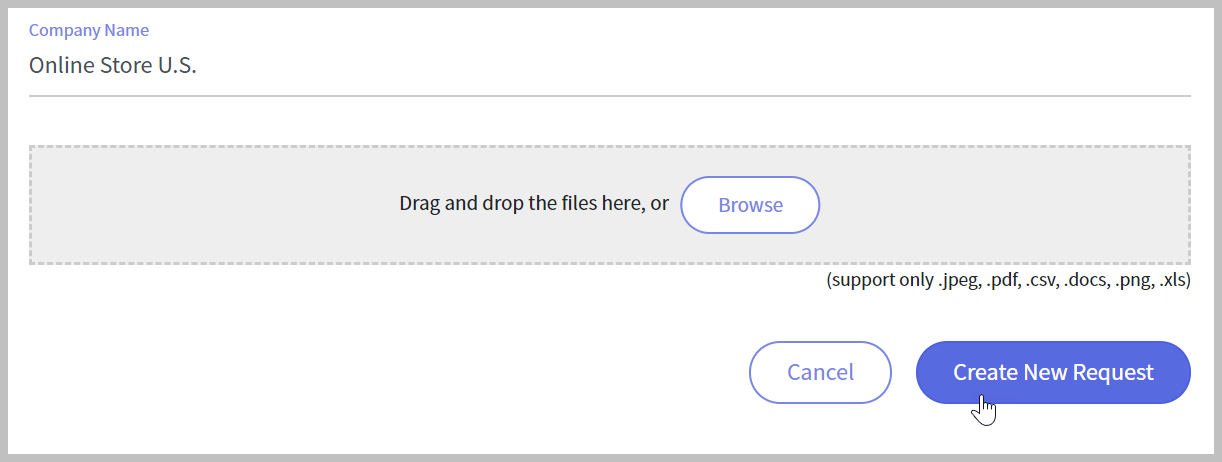 Company Name
Online Store U.S.
Drag and drop the files here, or Browse
(support only .jpeg, .pdf, .csv, .docs, .png, .xls)
Cancel Create New Request